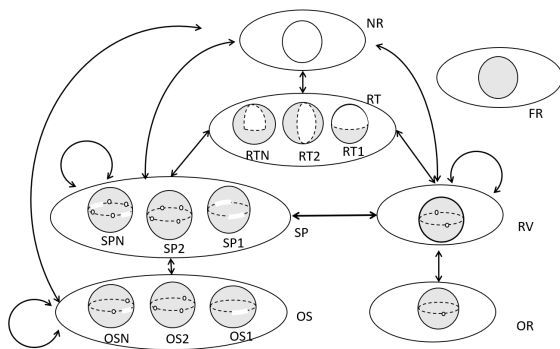 NR
RT
FR
RTN RT2 RT1
SPN SP2 SP1
SP
RV
OSN OS2 OS1
OS
OR